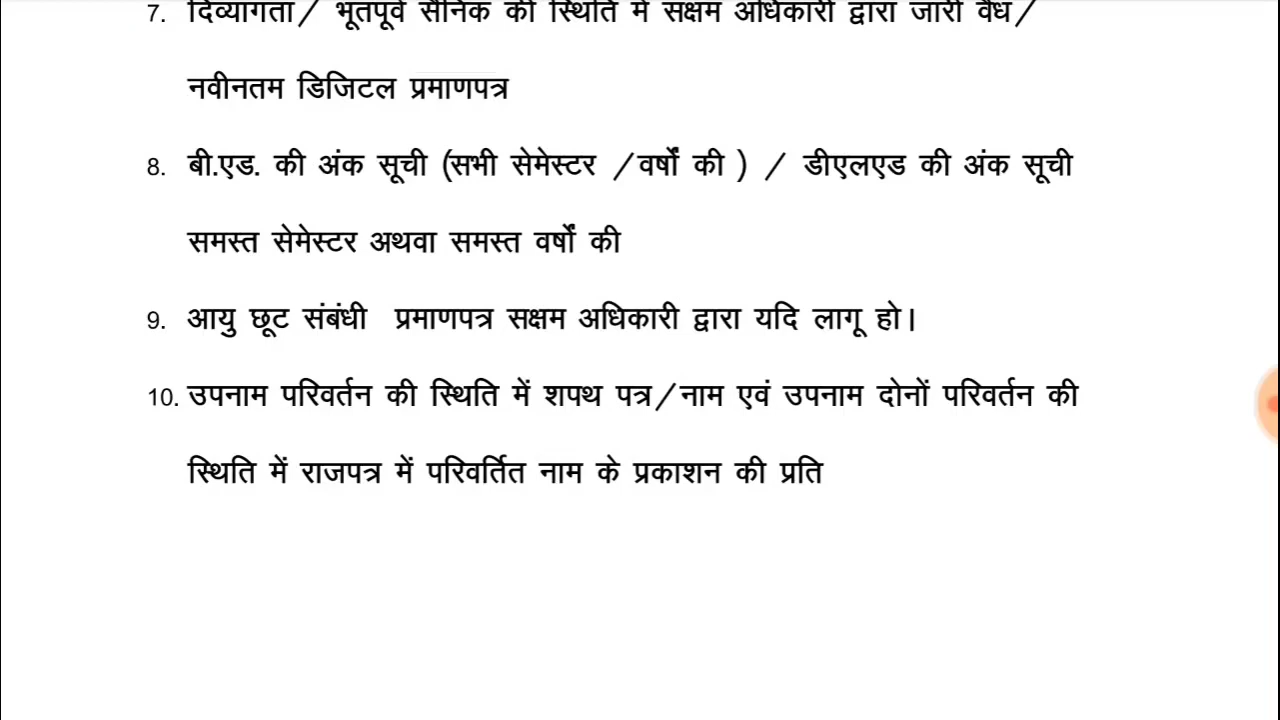 7. दिव्यांगता/ भूतपूर्व सैनिक की स्थिति में सक्षम अधिकारी द्वारा जारी वैध/
नवीनतम डिजिटल प्रमाणपत्र
8. बी.एड. की अंक सूची (सभी सेमेस्टर /वर्षों की ) / डीएलएड की अंक सूची
समस्त सेमेस्टर अथवा समस्त वर्षों की
9. आयु छूट संबंधी प्रमाणपत्र सक्षम अधिकारी द्वारा यदि लागू हो।
10. उपनाम परिवर्तन की स्थिति में शपथ पत्र/नाम एवं उपनाम दोनों परिवर्तन की
स्थिति में राजपत्र में परिवर्तित नाम के प्रकाशन की प्रति